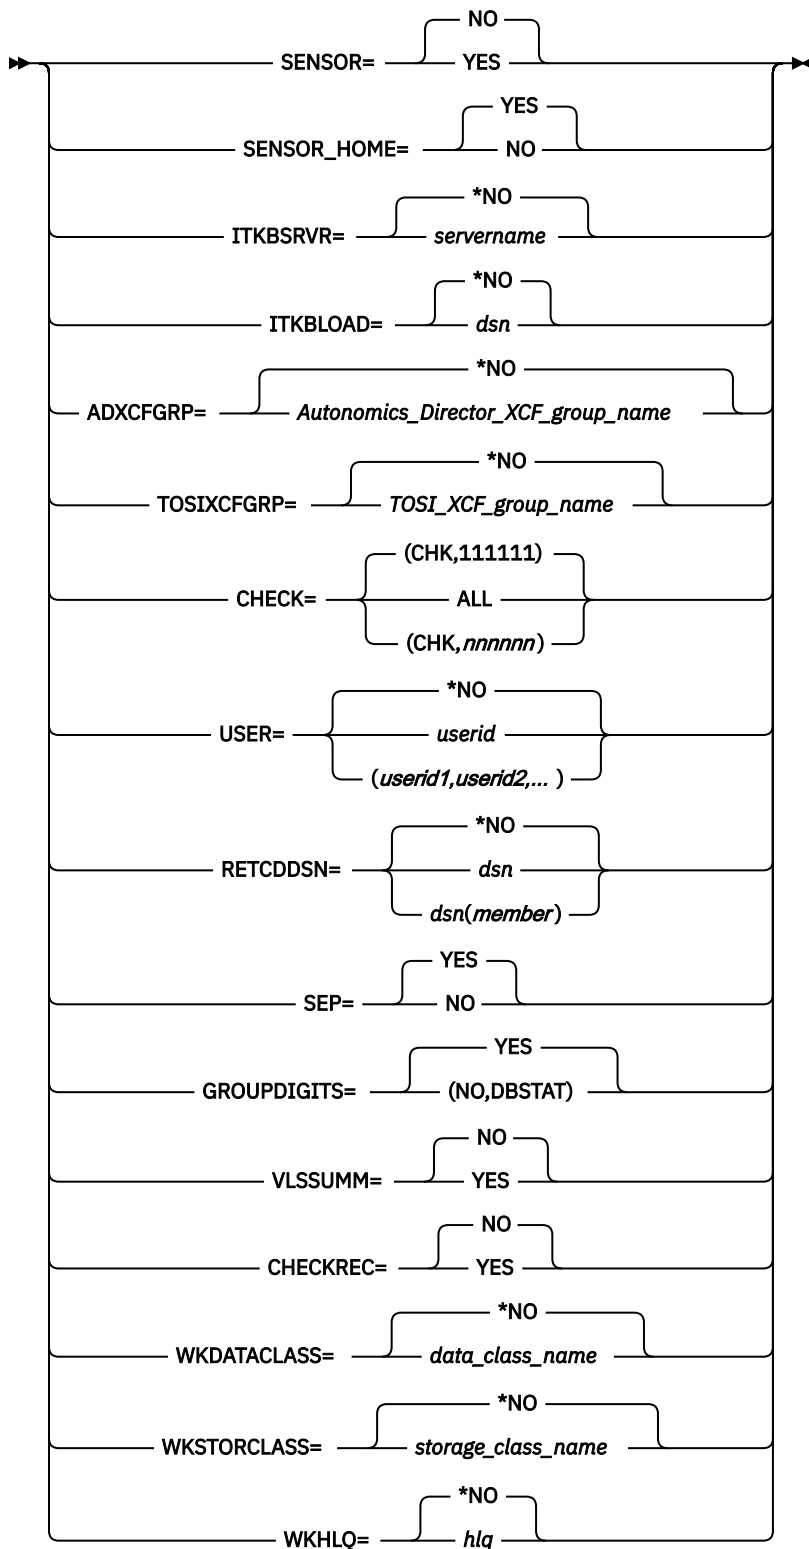 NO
SENSOR= YES
YES
SENSOR_HOME= NO
*NO
ITKBSRVR= servername
*NO
ITKBLOAD= dsn
*NO
ADXCFGRP= Autonomics_Director_XCF_group_name
*NO
TOSIXCFGRP= TOSI_XCF_group_name
(CHK,111111)
CHECK= ALL
(CHK,nnnnnn)
*NO
USER= userid
(userid1,userid2,... )
*NO
RETCDDSN= dsn
dsn(member)
YES
SEP= NO
YES
GROUPDIGITS= (NO,DBSTAT)
NO
VLSSUMM= YES
NO
CHECKREC= YES
*NO
WKDATACLASS= data_class_name
*NO
WKSTORCLASS= storage_class_name
*NO
WKHLQ= hlq